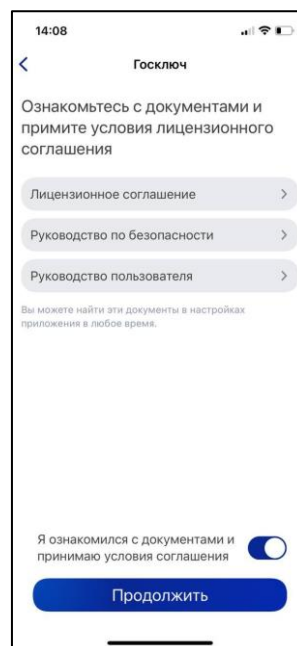 14:08
Госключ
Ознакомьтесь с документами и
примите условия лицензионного
соглашения
Лицензионное соглашение
Руководство по безопасности
Руководство пользователя
Вы можете найти эти документы в настройках
приложения в любое время.
Я ознакомился с документами и
принимаю условия соглашения
Продолжить